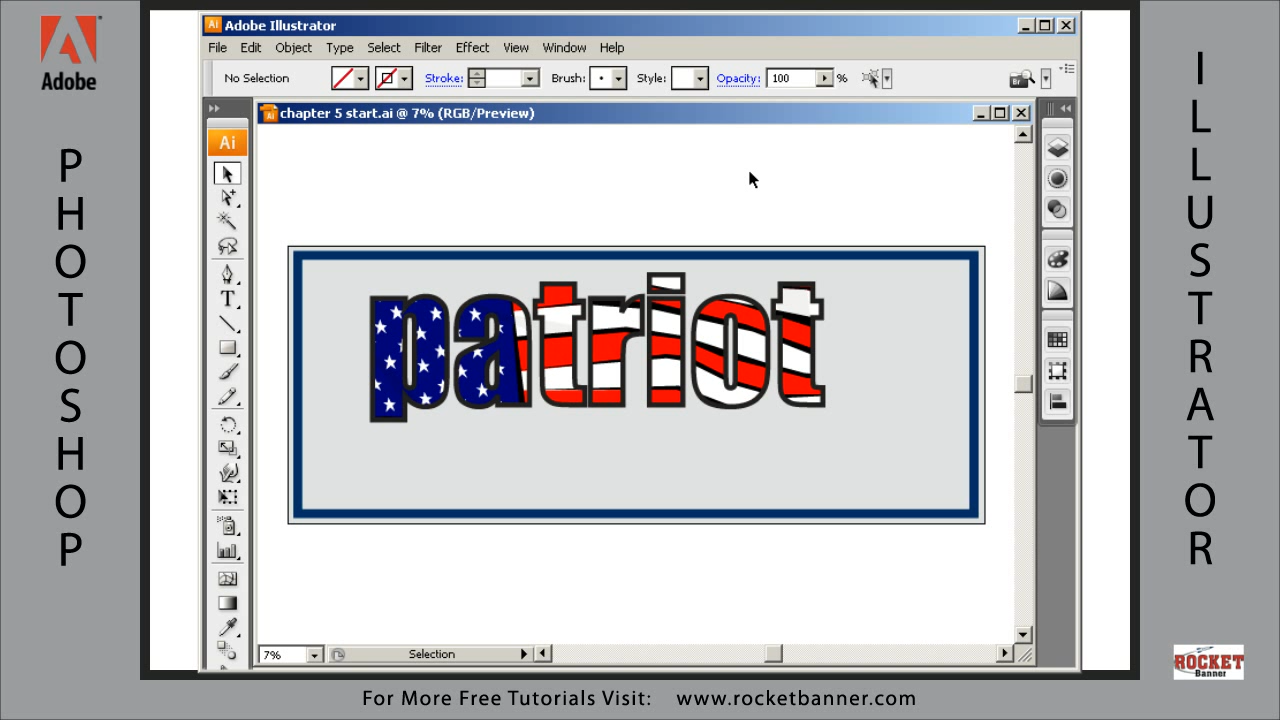 Adobe
PHOTOSHOP
Ai Adobe Illustrator
File Edit Object Type Select Filter Effect View Window Help
No Selection Stroke: Brush: Style: Opacity: 100 %
Br
chapter 5 start.ai @ 7% (RGB/Preview)
Ai
T
patriot
7% Selection
ILLUSTRATOR
ROCKET
Banner
For More Free Tutorials Visit: www.rocketbanner.com